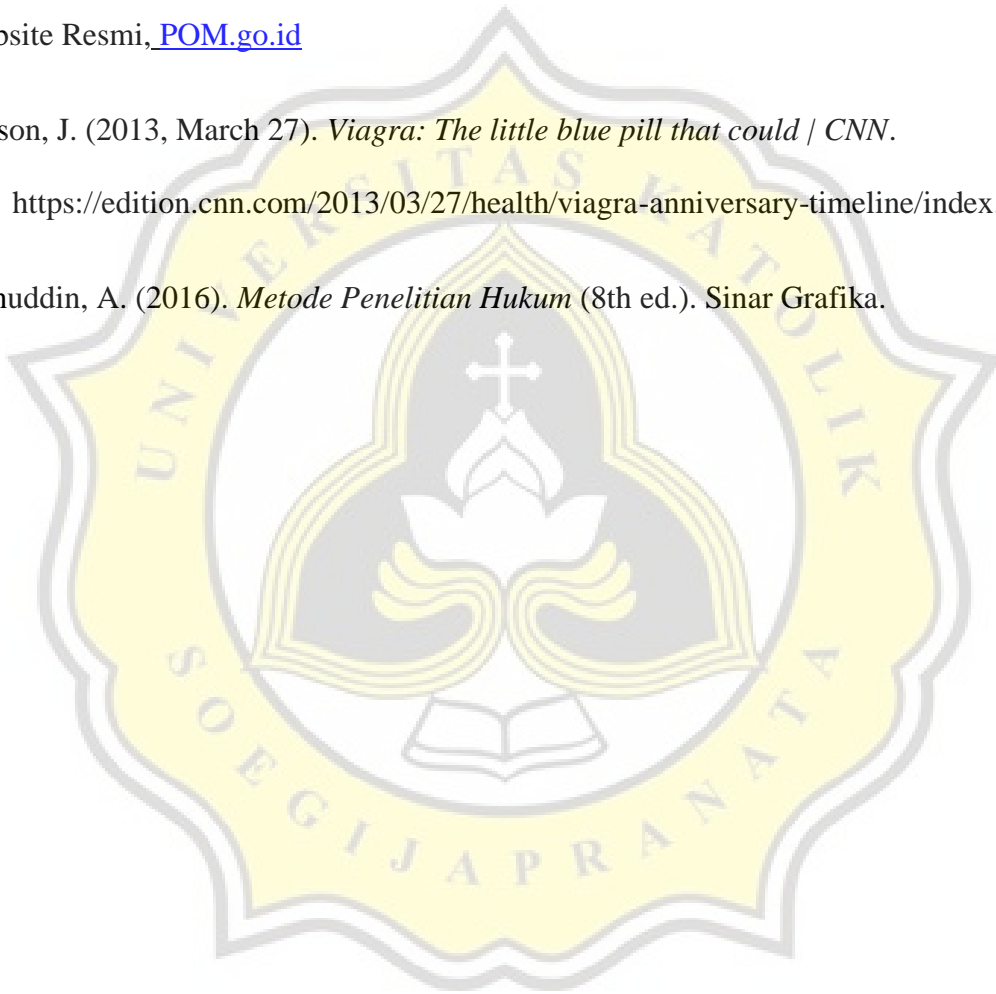 bsite Resmi, POM.go.id
son, J. (2013, March 27). Viagra: The little blue pill that could | CNN.
https://edition.cnn.com/2013/03/27/health/viagra-anniversary-timeline/index
nuddin, A. (2016). Metode Penelitian Hukum (8th ed.). Sinar Grafika.
UNIVERSITAS KATOLIK
SOEGIJAPRANATA